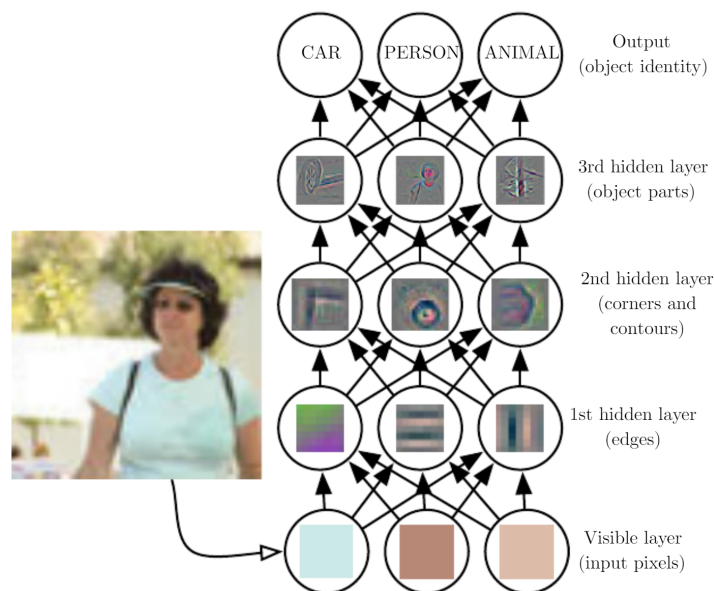 CAR PERSON ANIMAL
Output
(object identity)
3rd hidden layer
(object parts)
2nd hidden layer
(corners and
contours)
1st hidden layer
(edges)
Visible layer
(input pixels)